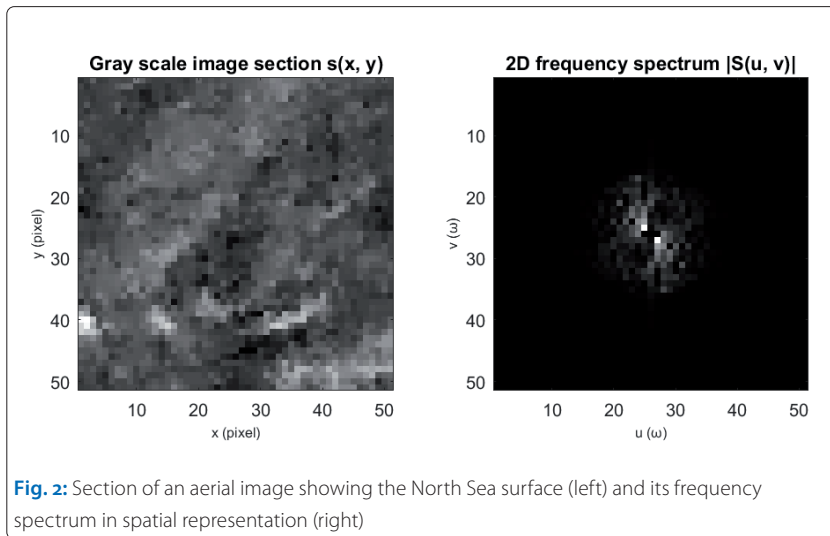 Gray scale image section s(x, y)
10
20
30
40
50
y (pixel)
10 20 30 40 50
x (pixel)
2D frequency spectrum |S(u, v)|
10
20
30
40
50
v (ω)
10 20 30 40 50
u (ω)
Fig. 2: Section of an aerial image showing the North Sea surface (left) and its frequency
spectrum in spatial representation (right)